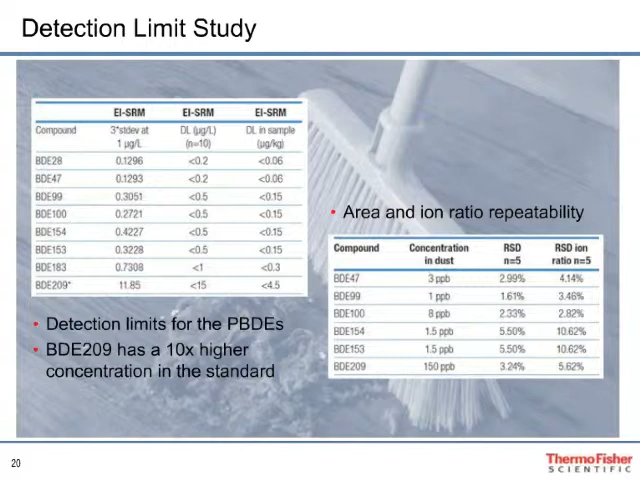 Detection Limit Study
EI-SRM EI-SRM EI-SRM
Compound 3*stdev at DL (µg/L) DL in sample
1 µg/L (n=10) (µg/kg)
BDE28 0.1296 <0.2 <0.06
BDE47 0.1293 <0.2 <0.06
BDE99 0.3051 <0.5 <0.15
BDE100 0.2721 <0.5 <0.15
BDE154 0.4227 <0.5 <0.15
BDE153 0.3228 <0.5 <0.15
BDE183 0.7308 <1 <0.3
BDE209* 11.85 <15 <4.5
• Detection limits for the PBDEs
• BDE209 has a 10x higher
concentration in the standard
• Area and ion ratio repeatability
Compound Concentration RSD RSD ion
in dust n=5 ratio n=5
BDE47 3 ppb 2.99% 4.14%
BDE99 1 ppb 1.61% 3.46%
BDE100 8 ppb 2.33% 2.82%
BDE154 1.5 ppb 5.50% 10.62%
BDE153 1.5 ppb 5.50% 10.62%
BDE209 150 ppb 3.24% 5.62%
20
ThermoFisher
SCIENTIFIC